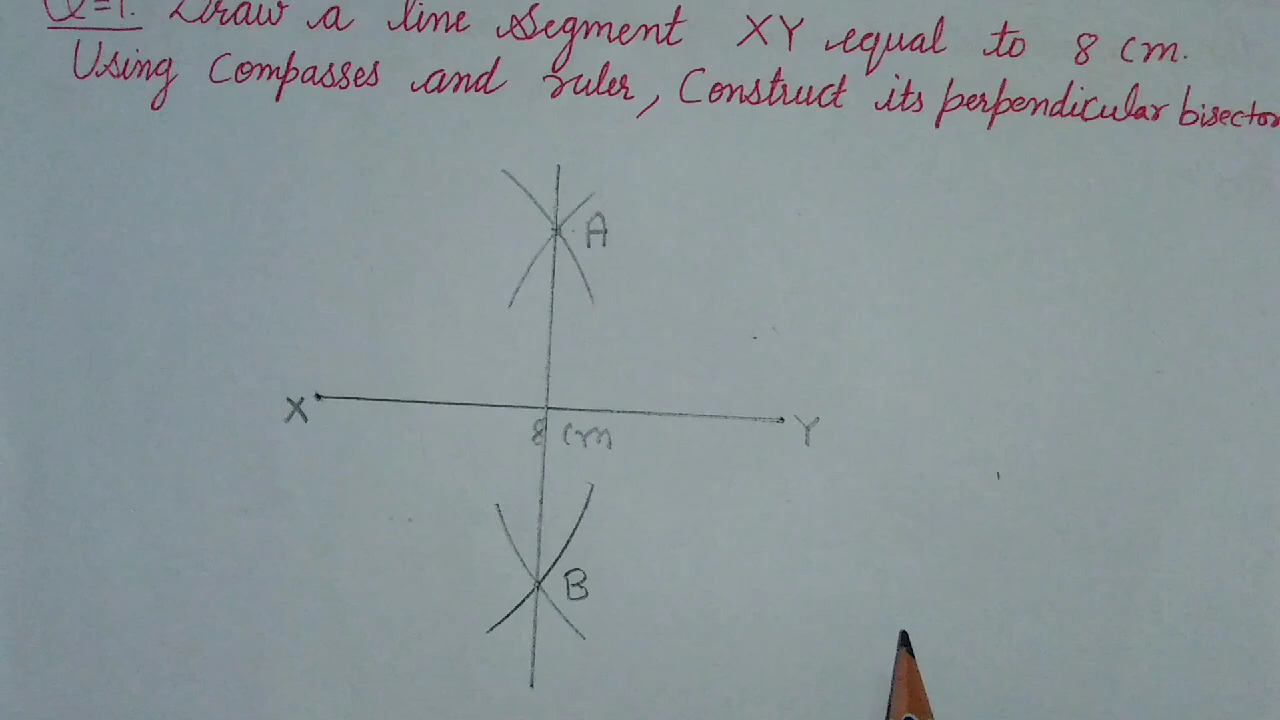 Q=1. Draw a line segment XY equal to 8 cm.
Using Compasses and ruler, Construct its perpendicular bisector
A
X
Y
8 cm
B